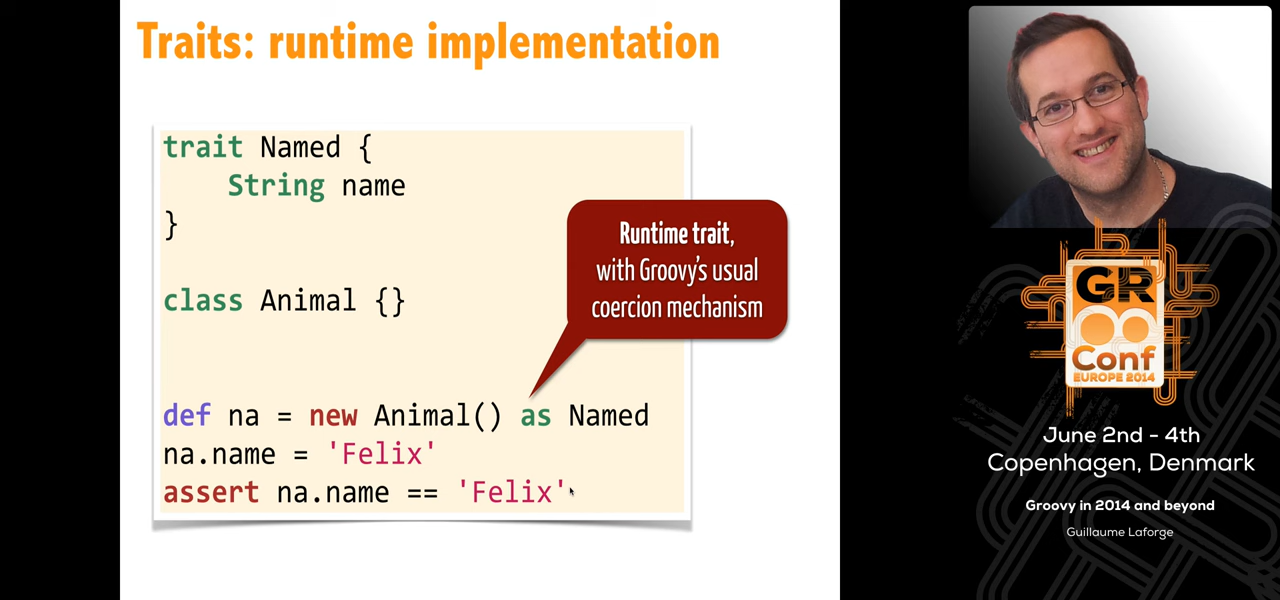 Traits: runtime implementation
trait Named {
    String name
}
class Animal {}
Runtime trait,
with Groovy's usual
coercion mechanism
def na = new Animal() as Named
na.name = 'Felix'
assert na.name == 'Felix'
GR
Conf
EUROPE 2014
June 2nd - 4th
Copenhagen, Denmark
Groovy in 2014 and beyond
Guillaume Laforge